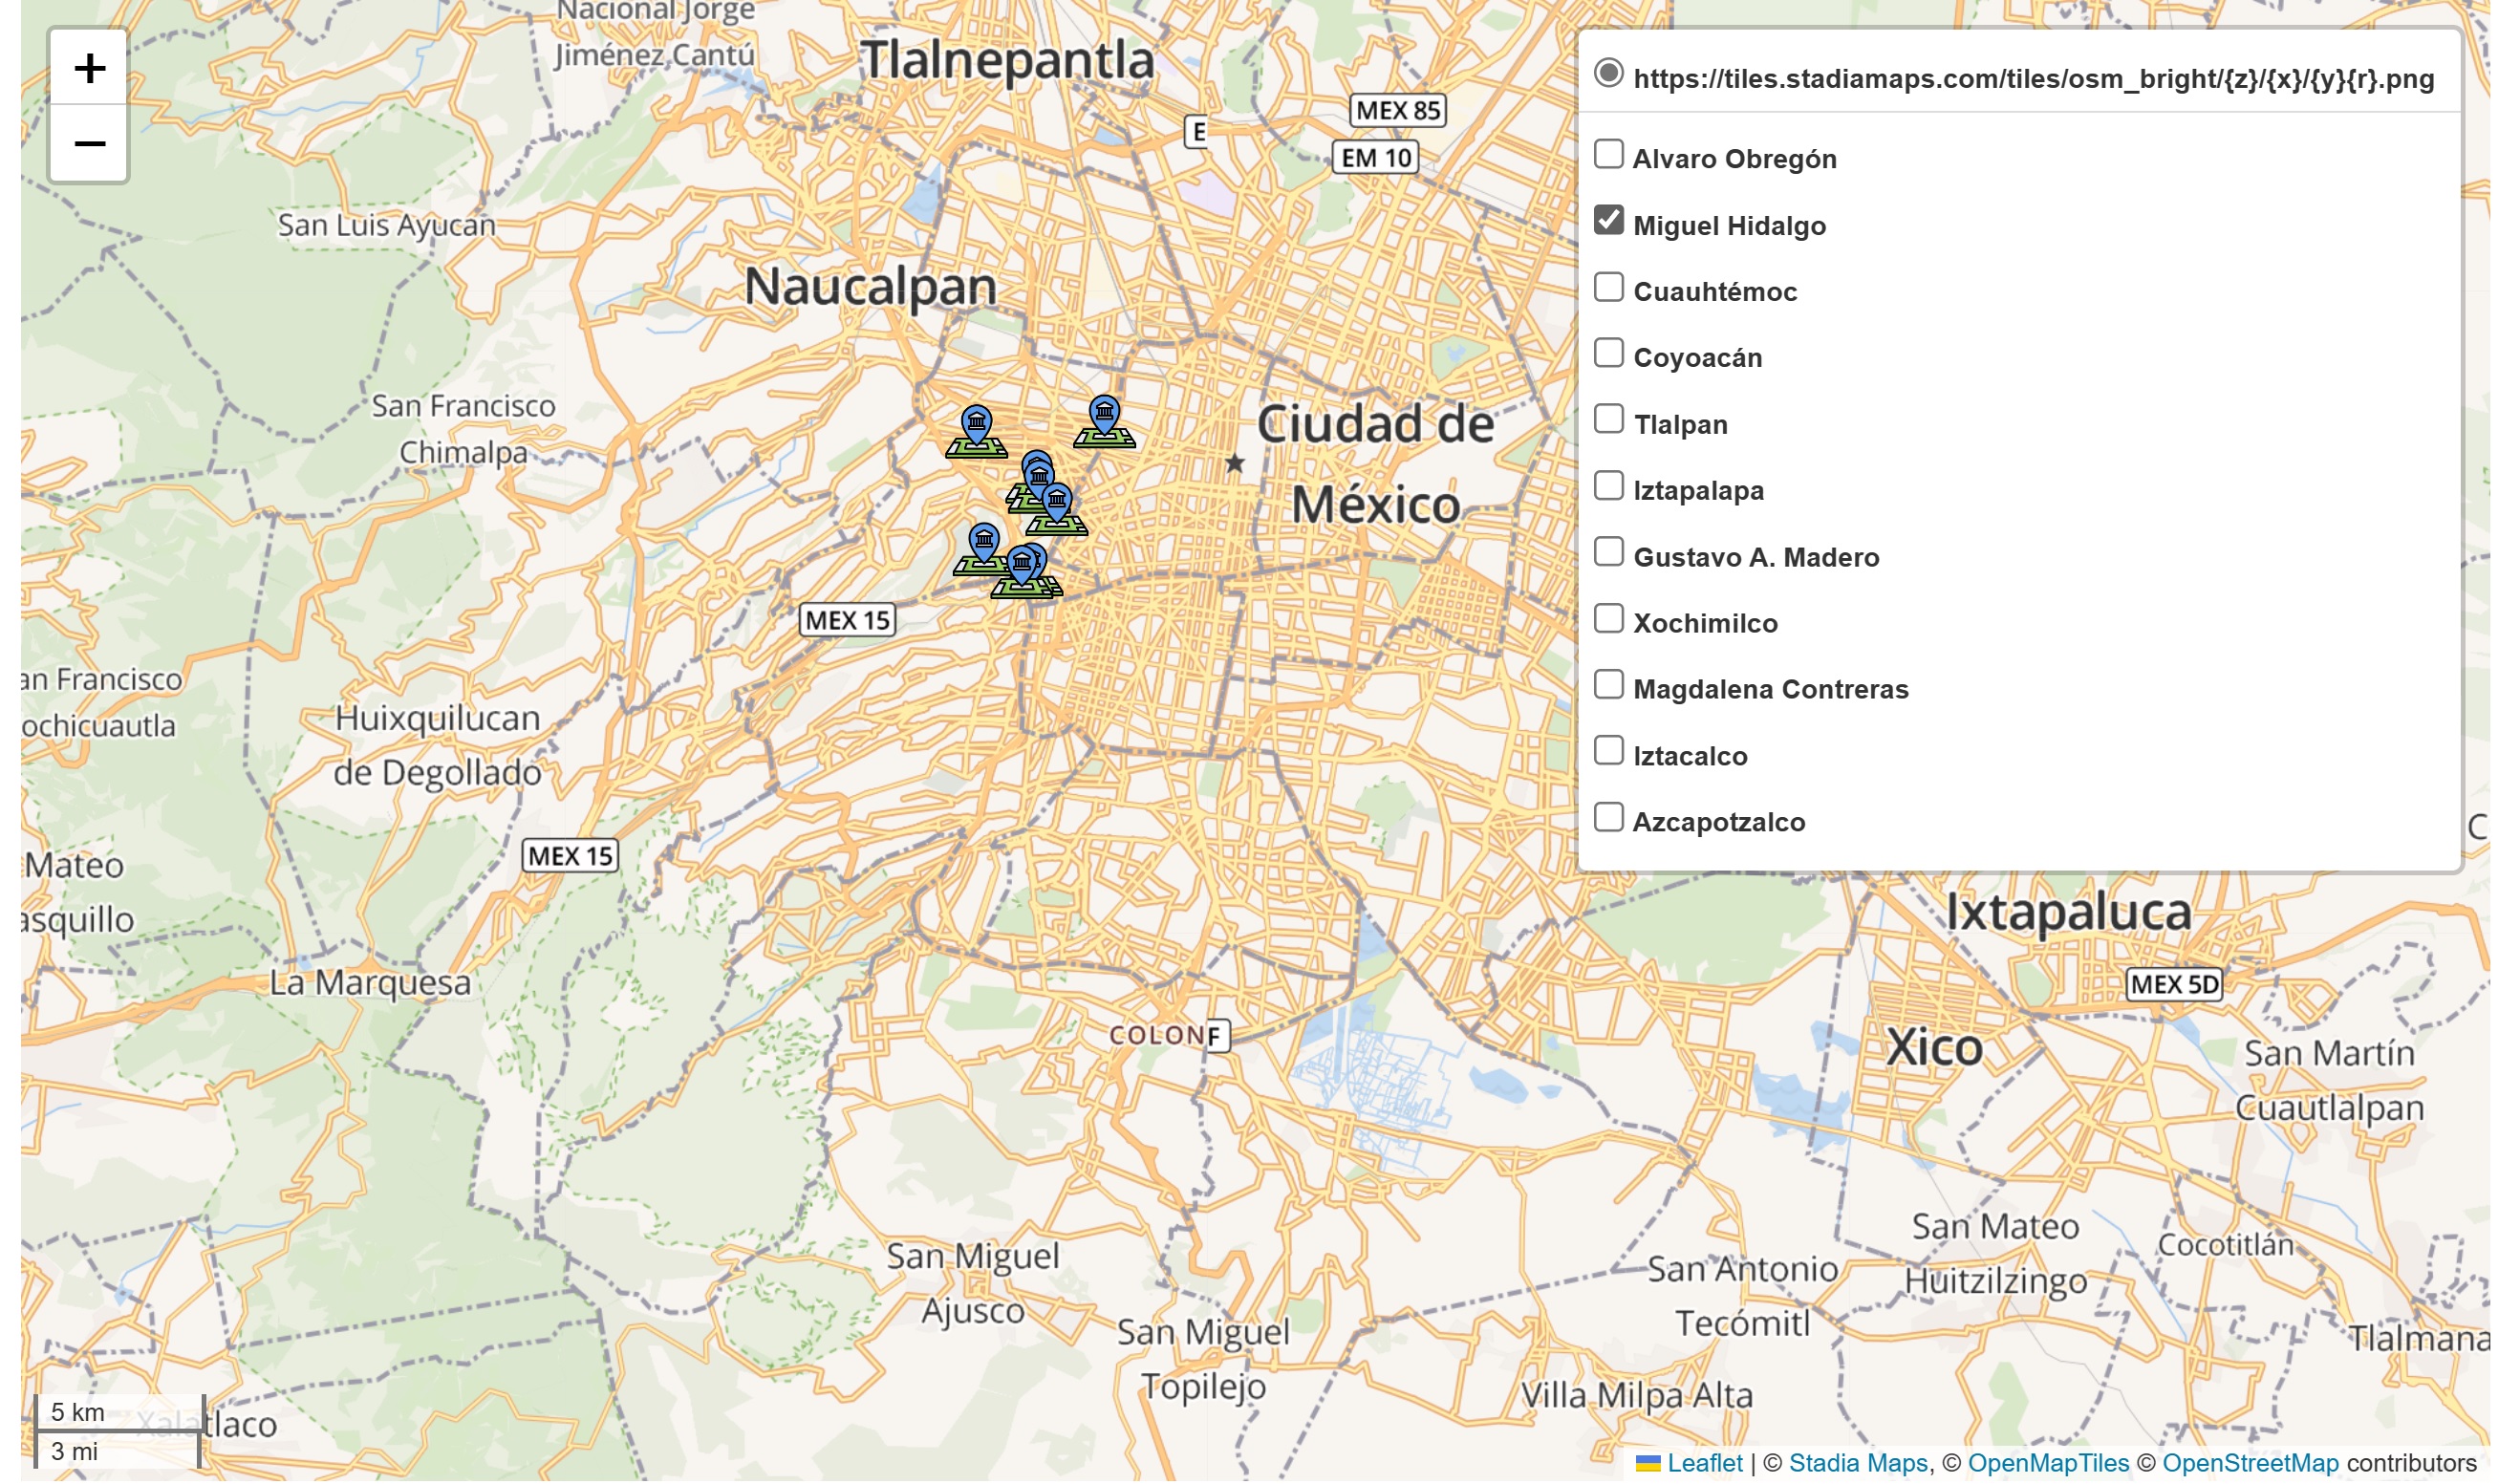 +
−
Nacional Jorge
Jiménez Cantú
Tlalnepantla
E
MEX 85
EM 10
San Luis Ayucan
Naucalpan
San Francisco
Chimalpa
Ciudad de
México
MEX 15
an Francisco
ochicuautla
Huixquilucan
de Degollado
MEX 15
Mateo
asquillo
La Marquesa
COLON
F
San Miguel
Ajusco
San Miguel
Topilejo
Xalatlaco
5 km
3 mi
https://tiles.stadiamaps.com/tiles/osm_bright/{z}/{x}/{y}{r}.png
Alvaro Obregón
Miguel Hidalgo
Cuauhtémoc
Coyoacán
Tlalpan
Iztapalapa
Gustavo A. Madero
Xochimilco
Magdalena Contreras
Iztacalco
Azcapotzalco
C
Ixtapaluca
MEX 5D
Xico
San Martín
Cuautlalpan
San Mateo
Huitzilzingo
Cocotitlán
San Antonio
Tecómitl
Tlalmana
Villa Milpa Alta
Leaflet | © Stadia Maps, © OpenMapTiles © OpenStreetMap contributors